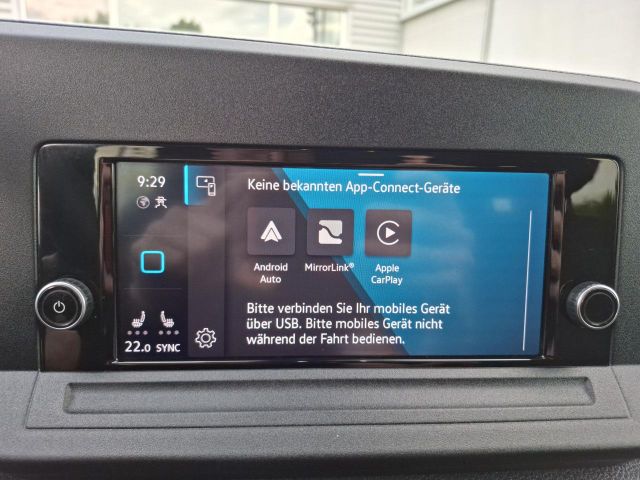 9:29
Keine bekannten App-Connect-Geräte
Android
Auto
MirrorLink®
Apple
CarPlay
Bitte verbinden Sie Ihr mobiles Gerät
über USB. Bitte mobiles Gerät nicht
während der Fahrt bedienen.
22.0 SYNC